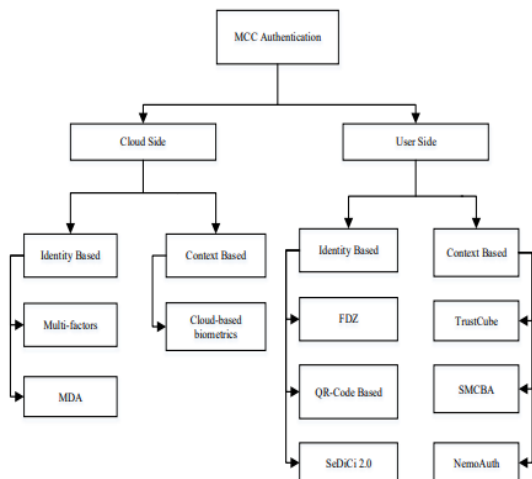 MCC Authentication
Cloud Side
User Side
Identity Based
Context Based
Identity Based
Context Based
Multi-factors
Cloud-based
biometrics
FDZ
TrustCube
MDA
QR-Code Based
SMCBA
SeDiCi 2.0
NemoAuth